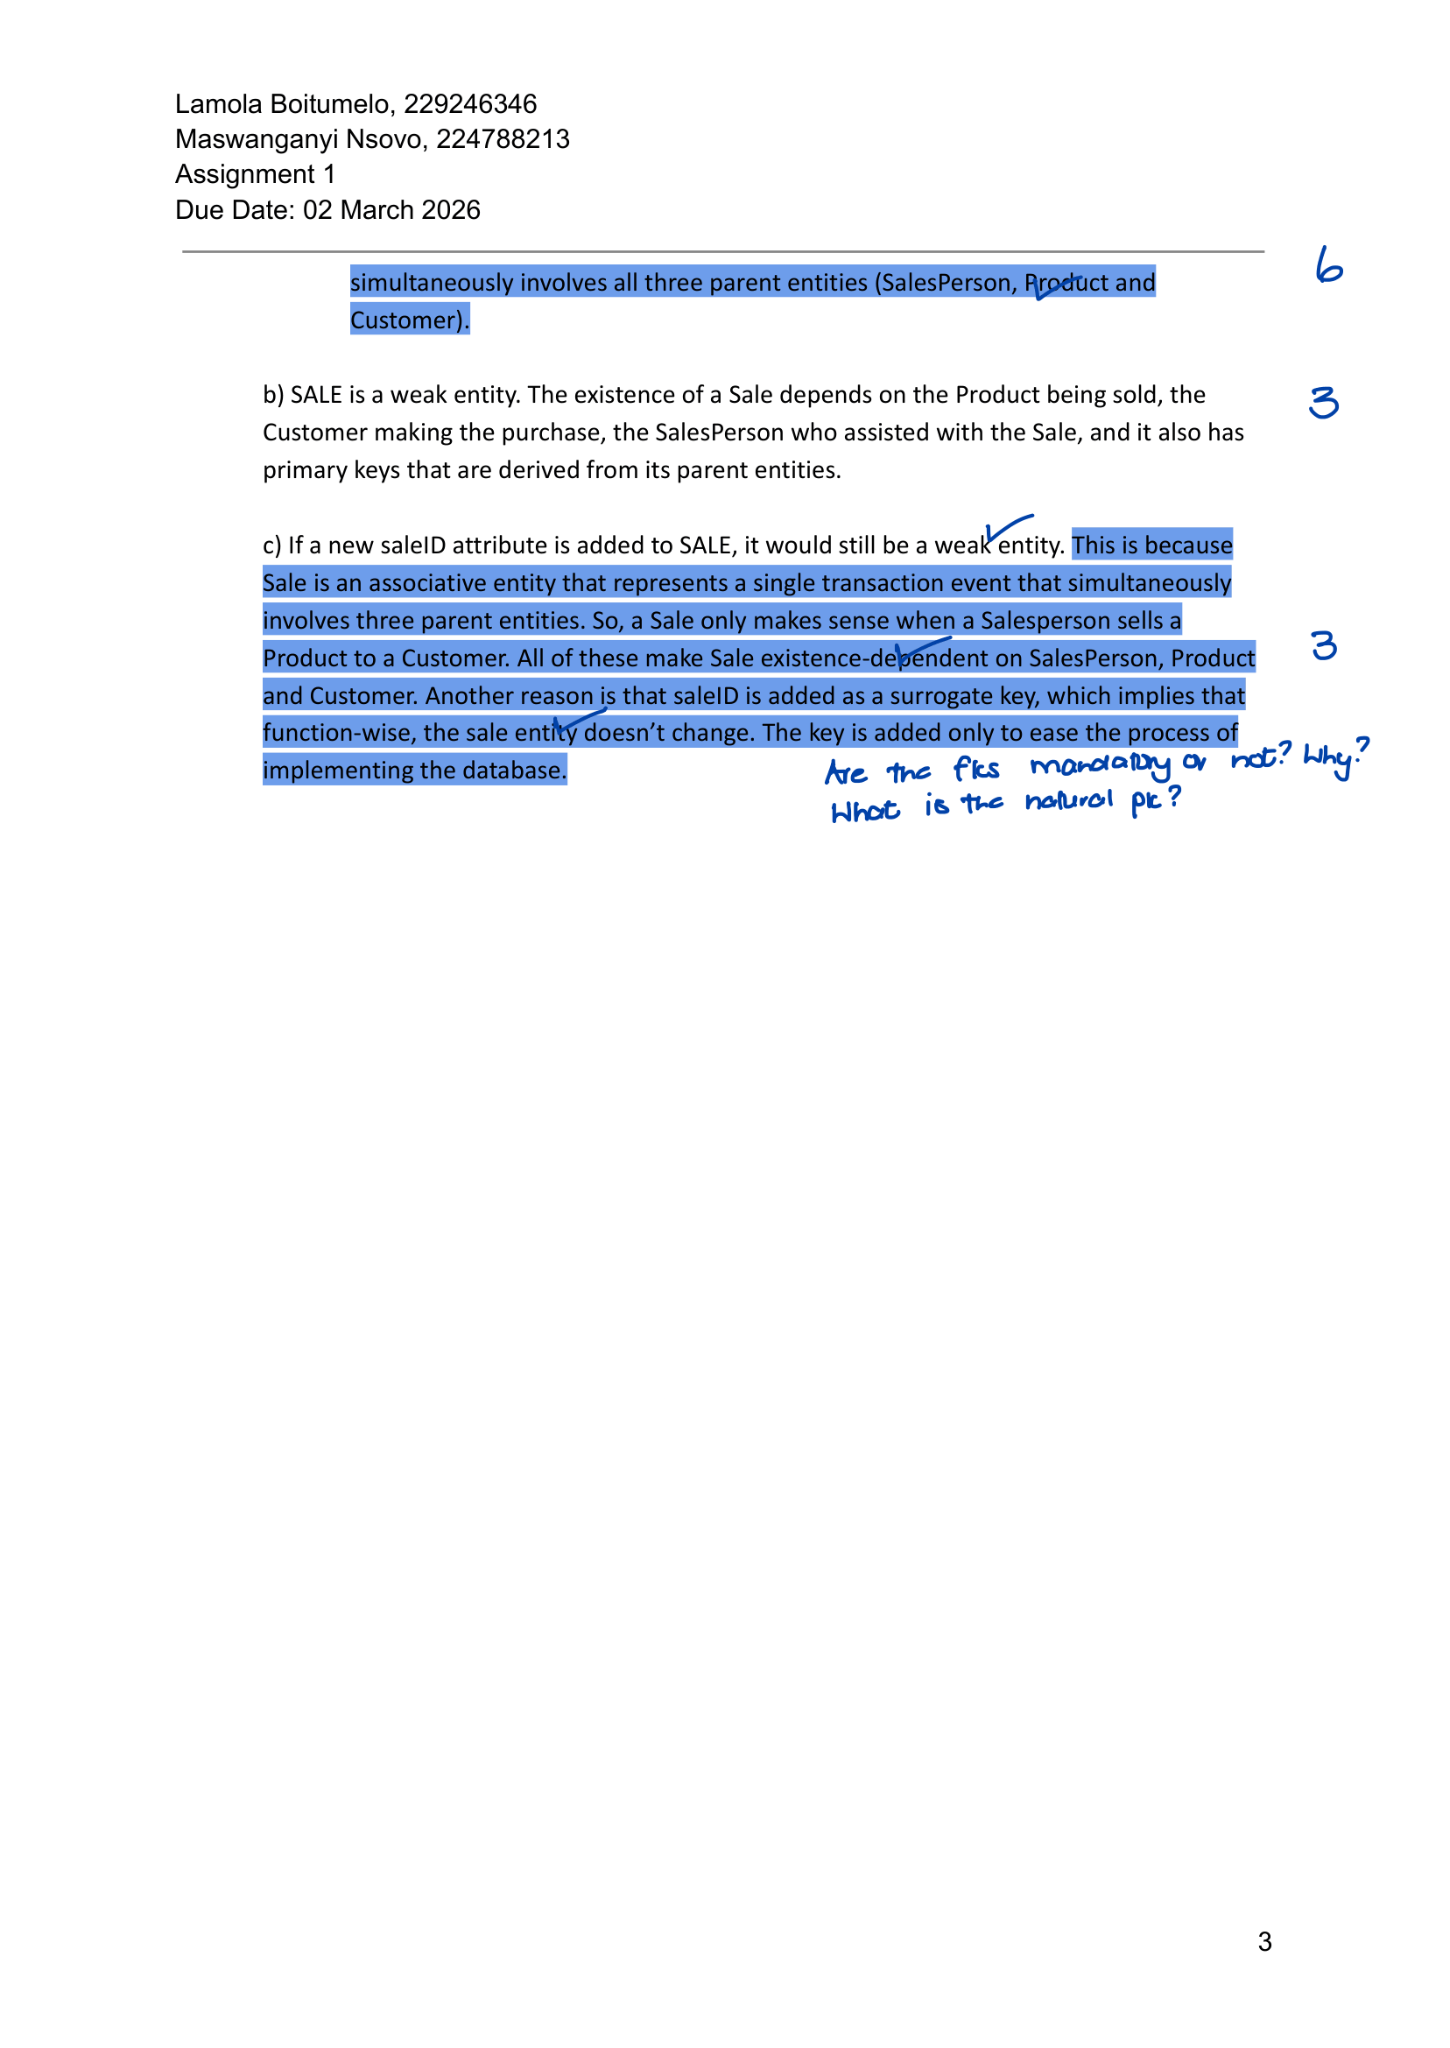 Lamola Boitumelo, 229246346
Maswanganyi Nsovo, 224788213
Assignment 1
Due Date: 02 March 2026
6
simultaneously involves all three parent entities (SalesPerson, Product and
Customer).
b) SALE is a weak entity. The existence of a Sale depends on the Product being sold, the
3
Customer making the purchase, the SalesPerson who assisted with the Sale, and it also has
primary keys that are derived from its parent entities.
c) If a new saleID attribute is added to SALE, it would still be a weak entity. This is because
Sale is an associative entity that represents a single transaction event that simultaneously
involves three parent entities. So, a Sale only makes sense when a Salesperson sells a
Product to a Customer. All of these make Sale existence-dependent on SalesPerson, Product
3
and Customer. Another reason is that saleID is added as a surrogate key, which implies that
function-wise, the sale entity doesn’t change. The key is added only to ease the process of
implementing the database.
Are the fks mandatory or not? Why?
What is the natural pk?
3